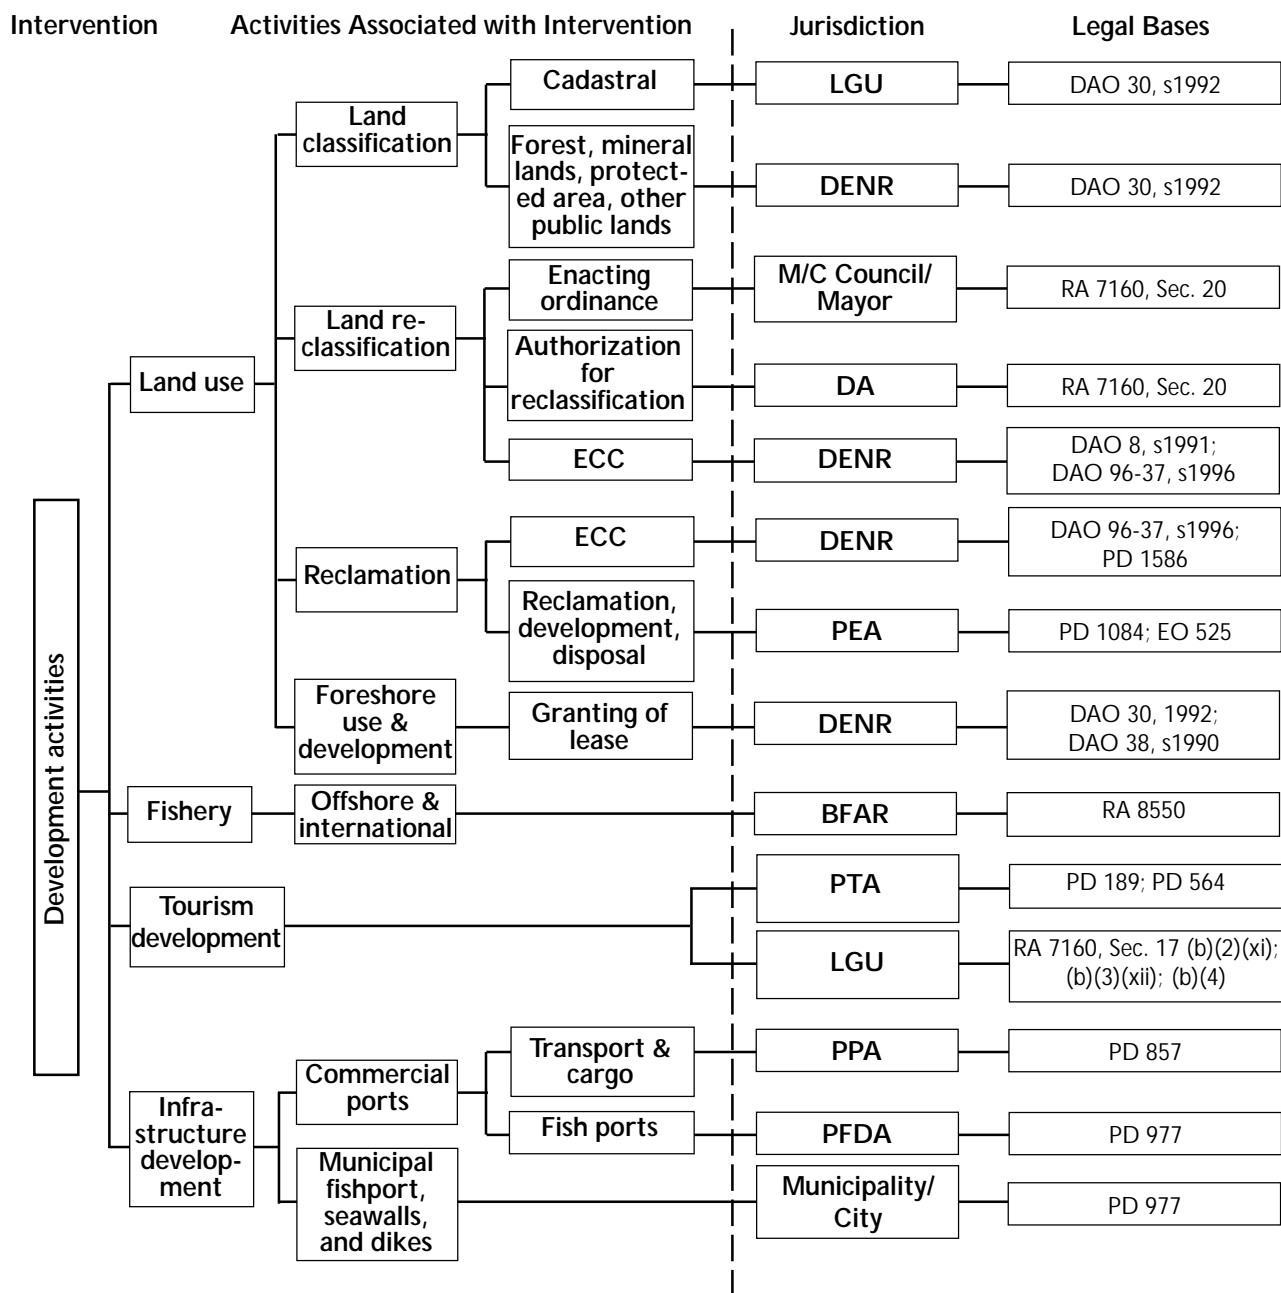 Intervention
Activities Associated with Intervention
Jurisdiction
Legal Bases
Development activities
Land use
Land
classification
Cadastral
LGU
DAO 30, s1992
Forest, mineral
lands, protect-
ed area, other
public lands
DENR
DAO 30, s1992
Land re-
classification
Enacting
ordinance
M/C Council/
Mayor
RA 7160, Sec. 20
Authorization
for
reclassification
DA
RA 7160, Sec. 20
ECC
DENR
DAO 8, s1991;
DAO 96-37, s1996
Reclamation
ECC
DENR
DAO 96-37, s1996;
PD 1586
Reclamation,
development,
disposal
PEA
PD 1084; EO 525
Foreshore
use &
development
Granting of
lease
DENR
DAO 30, 1992;
DAO 38, s1990
Fishery
Offshore &
international
BFAR
RA 8550
Tourism
development
PTA
PD 189; PD 564
LGU
RA 7160, Sec. 17 (b)(2)(xi);
(b)(3)(xii); (b)(4)
Infra-
structure
develop-
ment
Commercial
ports
Transport &
cargo
PPA
PD 857
Fish ports
PFDA
PD 977
Municipal
fishport,
seawalls,
and dikes
Municipality/
City
PD 977